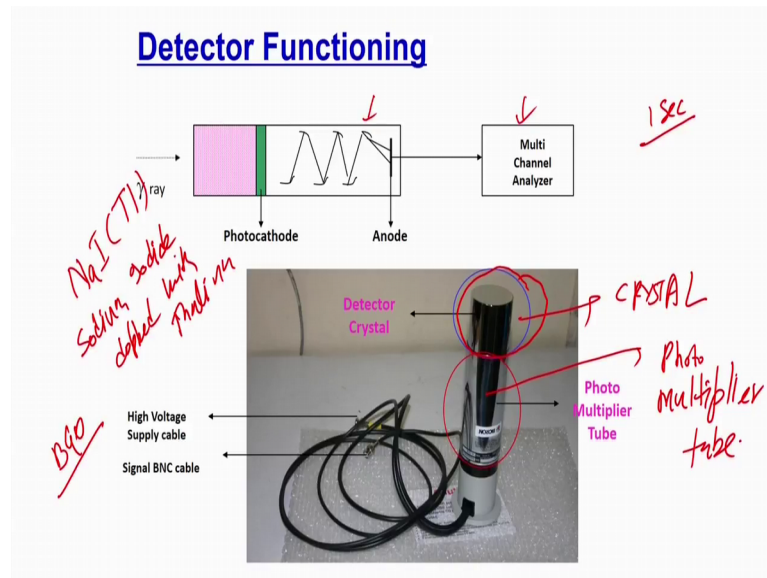 Detector Functioning
1 sec
Multi
Channel
Analyzer
γ ray
Photocathode
Anode
NaI(Tl)
Sodium Iodide
dopped with
Thalium
Detector
Crystal
CRYSTAL
Photo
Multiplier
tube.
Photo
Multiplier
Tube
High Voltage
Supply cable
Signal BNC cable
BGO